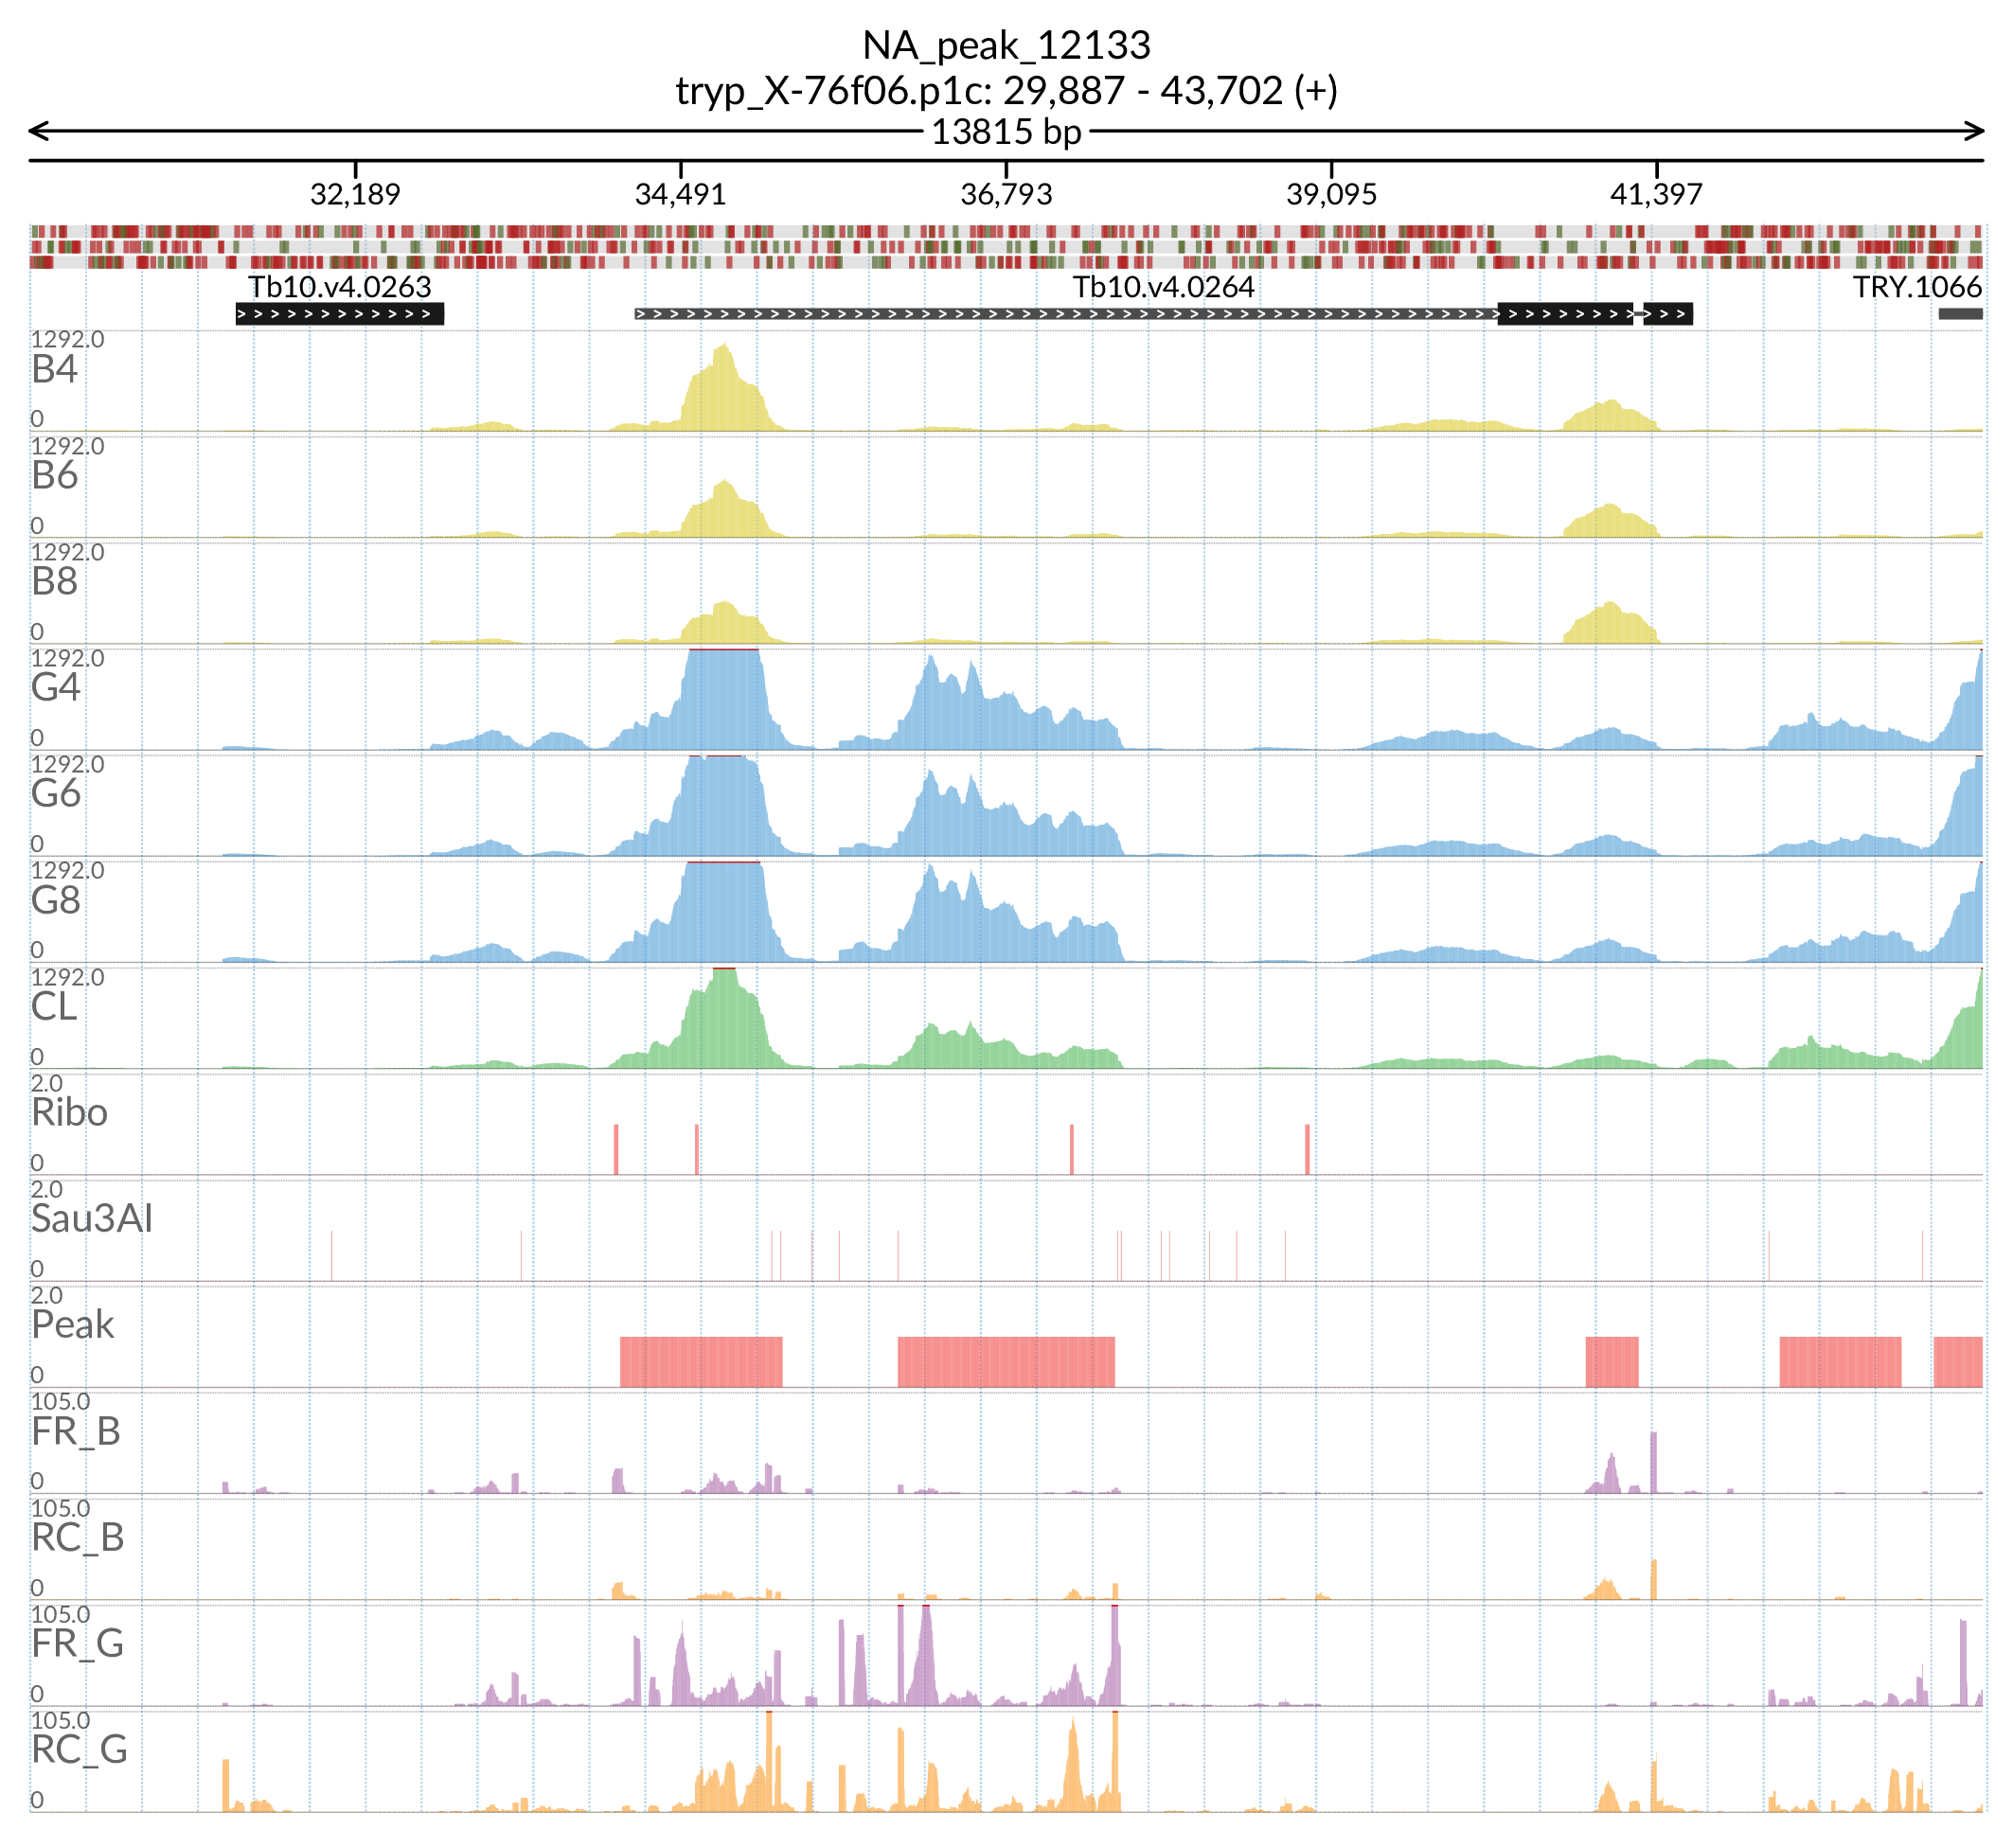 NA_peak_12133
tryp_X-76f06.p1c: 29,887 - 43,702 (+)
13815 bp
32,189 34,491 36,793 39,095 41,397
Tb10.v4.0263 Tb10.v4.0264 TRY.1066
1292.0
B4
0
1292.0
B6
0
1292.0
B8
0
1292.0
G4
0
1292.0
G6
0
1292.0
G8
0
1292.0
CL
0
2.0
Ribo
0
2.0
Sau3AI
0
2.0
Peak
0
105.0
FR_B
0
105.0
RC_B
0
105.0
FR_G
0
105.0
RC_G
0